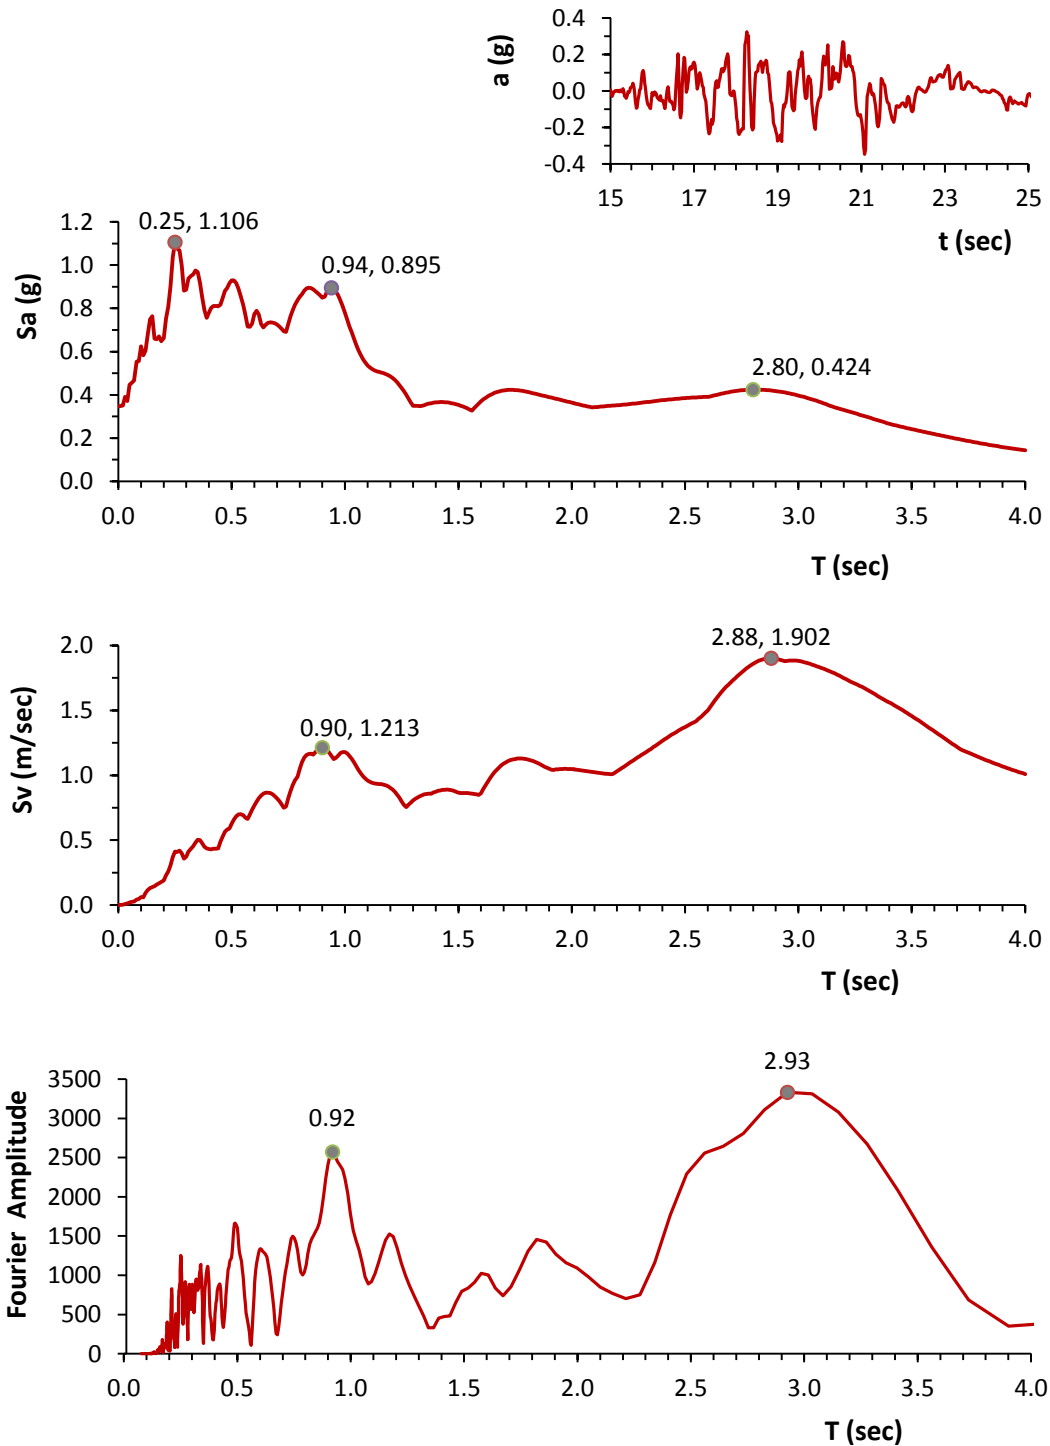 0.4
0.2
0.0
-0.2
-0.4
a (g)
15 17 19 21 23 25
t (sec)
0.25, 1.106
0.94, 0.895
2.80, 0.424
1.2
1.0
0.8
0.6
0.4
0.2
0.0
Sa (g)
0.0 0.5 1.0 1.5 2.0 2.5 3.0 3.5 4.0
T (sec)
2.88, 1.902
0.90, 1.213
2.0
1.5
1.0
0.5
0.0
Sv (m/sec)
0.0 0.5 1.0 1.5 2.0 2.5 3.0 3.5 4.0
T (sec)
2.93
0.92
3500
3000
2500
2000
1500
1000
500
0
Fourier Amplitude
0.0 0.5 1.0 1.5 2.0 2.5 3.0 3.5 4.0
T (sec)